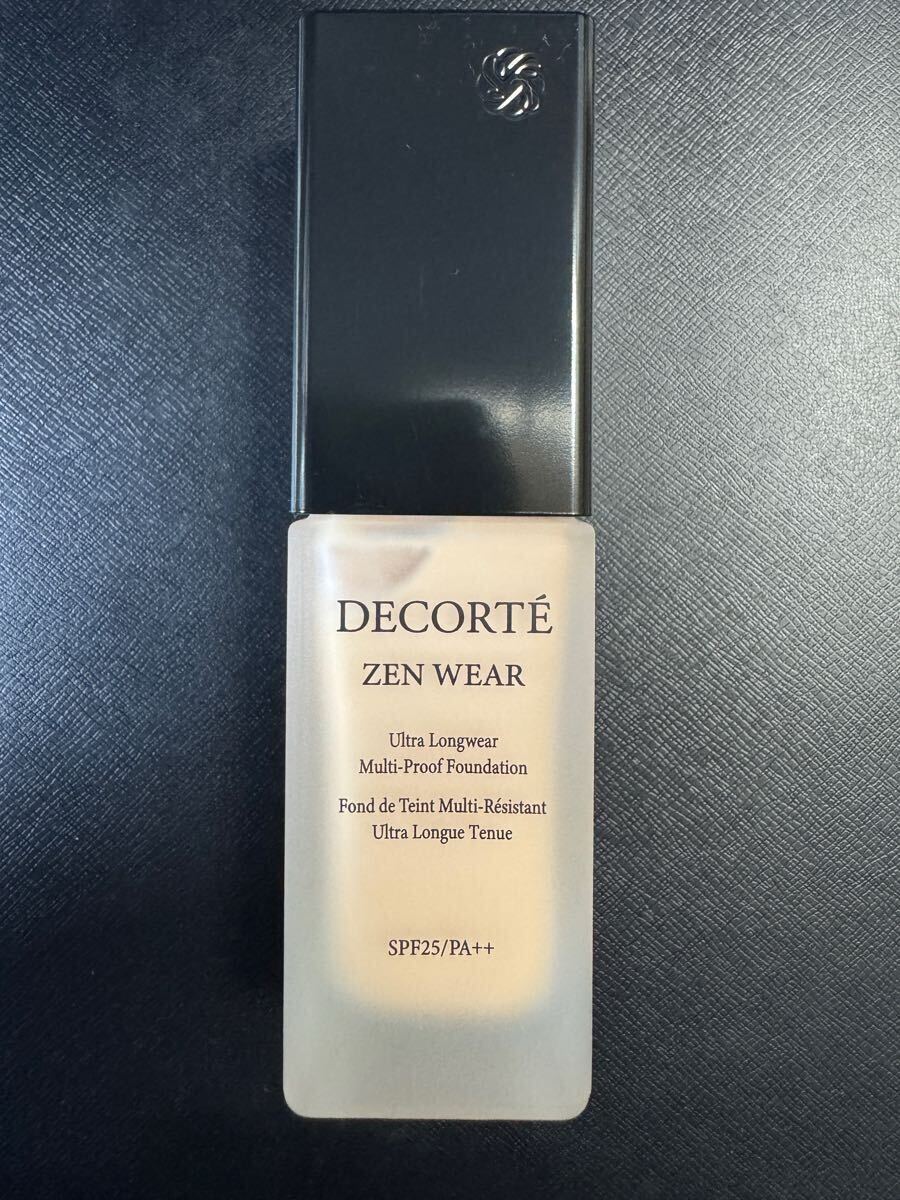 DECORTÉ
ZEN WEAR
Ultra Longwear
Multi-Proof Foundation
Fond de Teint Multi-Résistant
Ultra Longue Tenue
SPF25/PA++